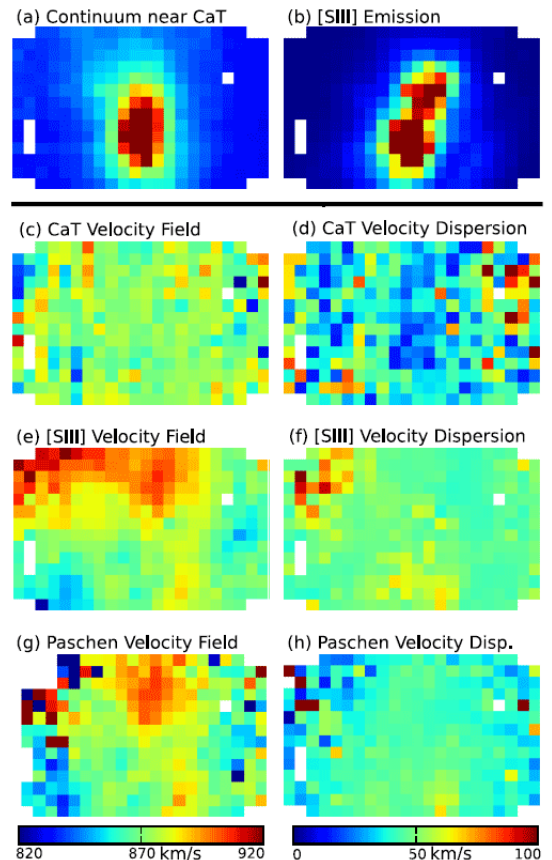 (a) Continuum near CaT
(b) [SIII] Emission
(c) CaT Velocity Field
(d) CaT Velocity Dispersion
(e) [SIII] Velocity Field
(f) [SIII] Velocity Dispersion
(g) Paschen Velocity Field
(h) Paschen Velocity Disp.
820 870 km/s 920
0 50 km/s 100